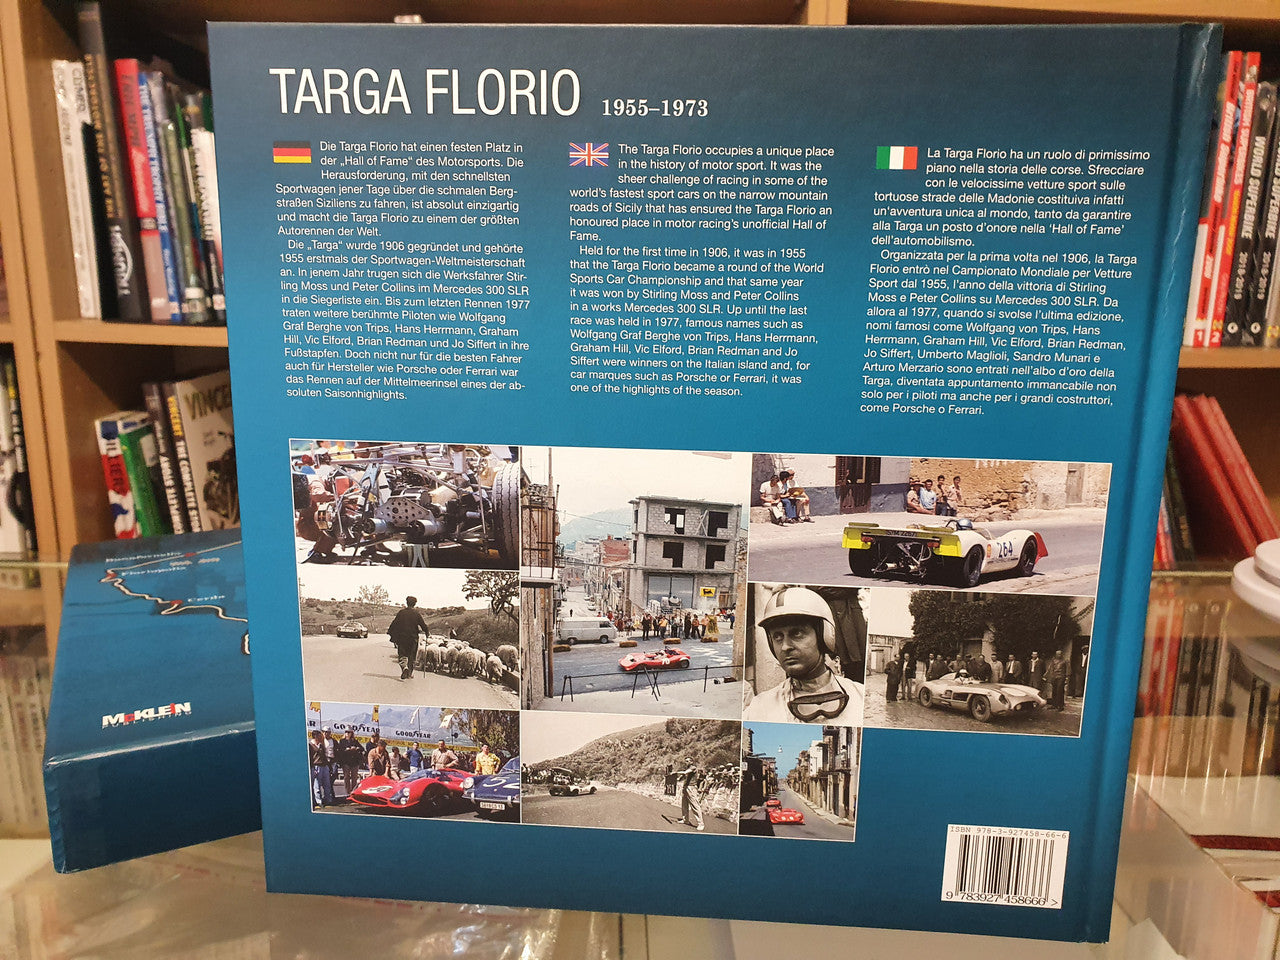 TARGA FLORIO 1955–1973
Die Targa Florio hat einen festen Platz in
der „Hall of Fame“ des Motorsports. Die
Herausforderung, mit den schnellsten
Sportwagen jener Tage über die schmalen Berg-
straßen Siziliens zu fahren, ist absolut einzigartig
und macht die Targa Florio zu einem der größten
Autorennen der Welt.
Die „Targa“ wurde 1906 gegründet und gehörte
1955 erstmals der Sportwagen-Weltmeisterschaft
an. In jenem Jahr trugen sich die Werksfahrer Stir-
ling Moss und Peter Collins im Mercedes 300 SLR
in die Siegerliste ein. Bis zum letzten Rennen 1977
traten weitere berühmte Piloten wie Wolfgang
Graf Berghe von Trips, Hans Herrmann, Graham
Hill, Vic Elford, Brian Redman und Jo Siffert in ihre
Fußstapfen. Doch nicht nur für die besten Fahrer
auch für Hersteller wie Porsche oder Ferrari war
das Rennen auf der Mittelmeerinsel eines der ab-
soluten Saisonhighlights.
The Targa Florio occupies a unique place
in the history of motor sport. It was the
sheer challenge of racing in some of the
world's fastest sport cars on the narrow mountain
roads of Sicily that has ensured the Targa Florio an
honoured place in motor racing's unofficial Hall of
Fame.
Held for the first time in 1906, it was in 1955
that the Targa Florio became a round of the World
Sports Car Championship and that same year
it was won by Stirling Moss and Peter Collins
in a works Mercedes 300 SLR. Up until the last
race was held in 1977, famous names such as
Wolfgang Graf Berghe von Trips, Hans Herrmann,
Graham Hill, Vic Elford, Brian Redman and Jo
Siffert were winners on the Italian island and, for
car marques such as Porsche or Ferrari, it was
one of the highlights of the season.
La Targa Florio ha un ruolo di primissimo
piano nella storia delle corse. Sfrecciare
con le velocissime vetture sport sulle
tortuose strade delle Madonie costituiva infatti
un'avventura unica al mondo, tanto da garantire
alla Targa un posto d'onore nella 'Hall of Fame'
dell'automobilismo.
Organizzata per la prima volta nel 1906, la Targa
Florio entrò nel Campionato Mondiale per Vetture
Sport dal 1955, l'anno della vittoria di Stirling
Moss e Peter Collins su Mercedes 300 SLR. Da
allora al 1977, quando si svolse l'ultima edizione,
nomi famosi come Wolfgang von Trips, Hans
Herrmann, Graham Hill, Vic Elford, Brian Redman,
Jo Siffert, Umberto Maglioli, Sandro Munari e
Arturo Merzario sono entrati nell'albo d'oro della
Targa, diventata appuntamento immancabile non
solo per i piloti ma anche per i grandi costruttori,
come Porsche o Ferrari.
264
GOODYEAR
GOODYEAR
ISBN 978-3-927458-66-6
9 783927 458666 >
Buonfornello
Floriopolis
Cerda
McKLEIN
VINCENT